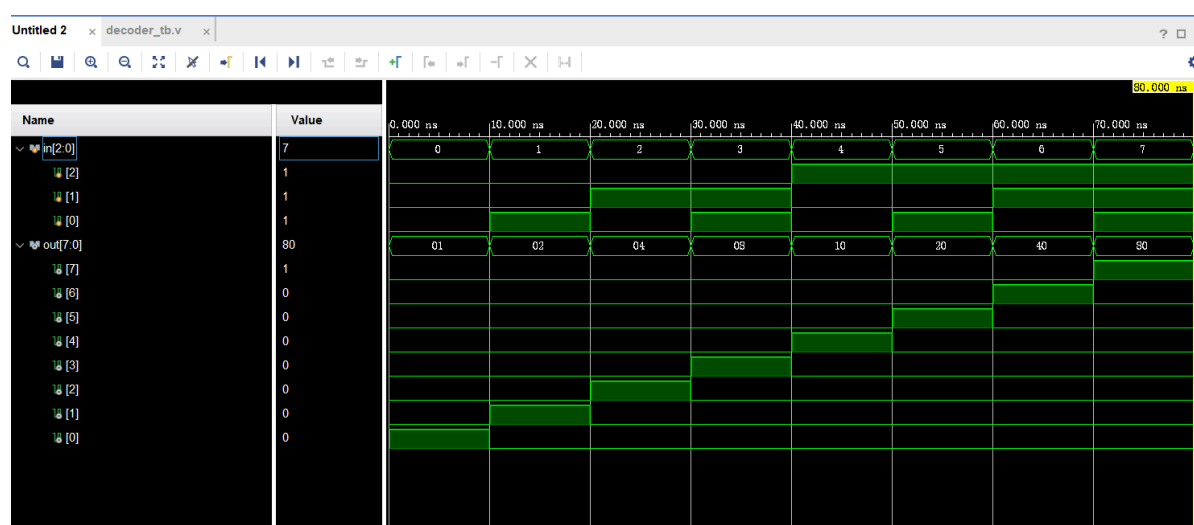 Untitled 2 × decoder_tb.v ×
? □
80.000 ns
Name Value 0.000 ns 10.000 ns 20.000 ns 30.000 ns 40.000 ns 50.000 ns 60.000 ns 70.000 ns
in[2:0] 7 0 1 2 3 4 5 6 7
[2] 1
[1] 1
[0] 1
out[7:0] 80 01 02 04 08 10 20 40 80
[7] 1
[6] 0
[5] 0
[4] 0
[3] 0
[2] 0
[1] 0
[0] 0